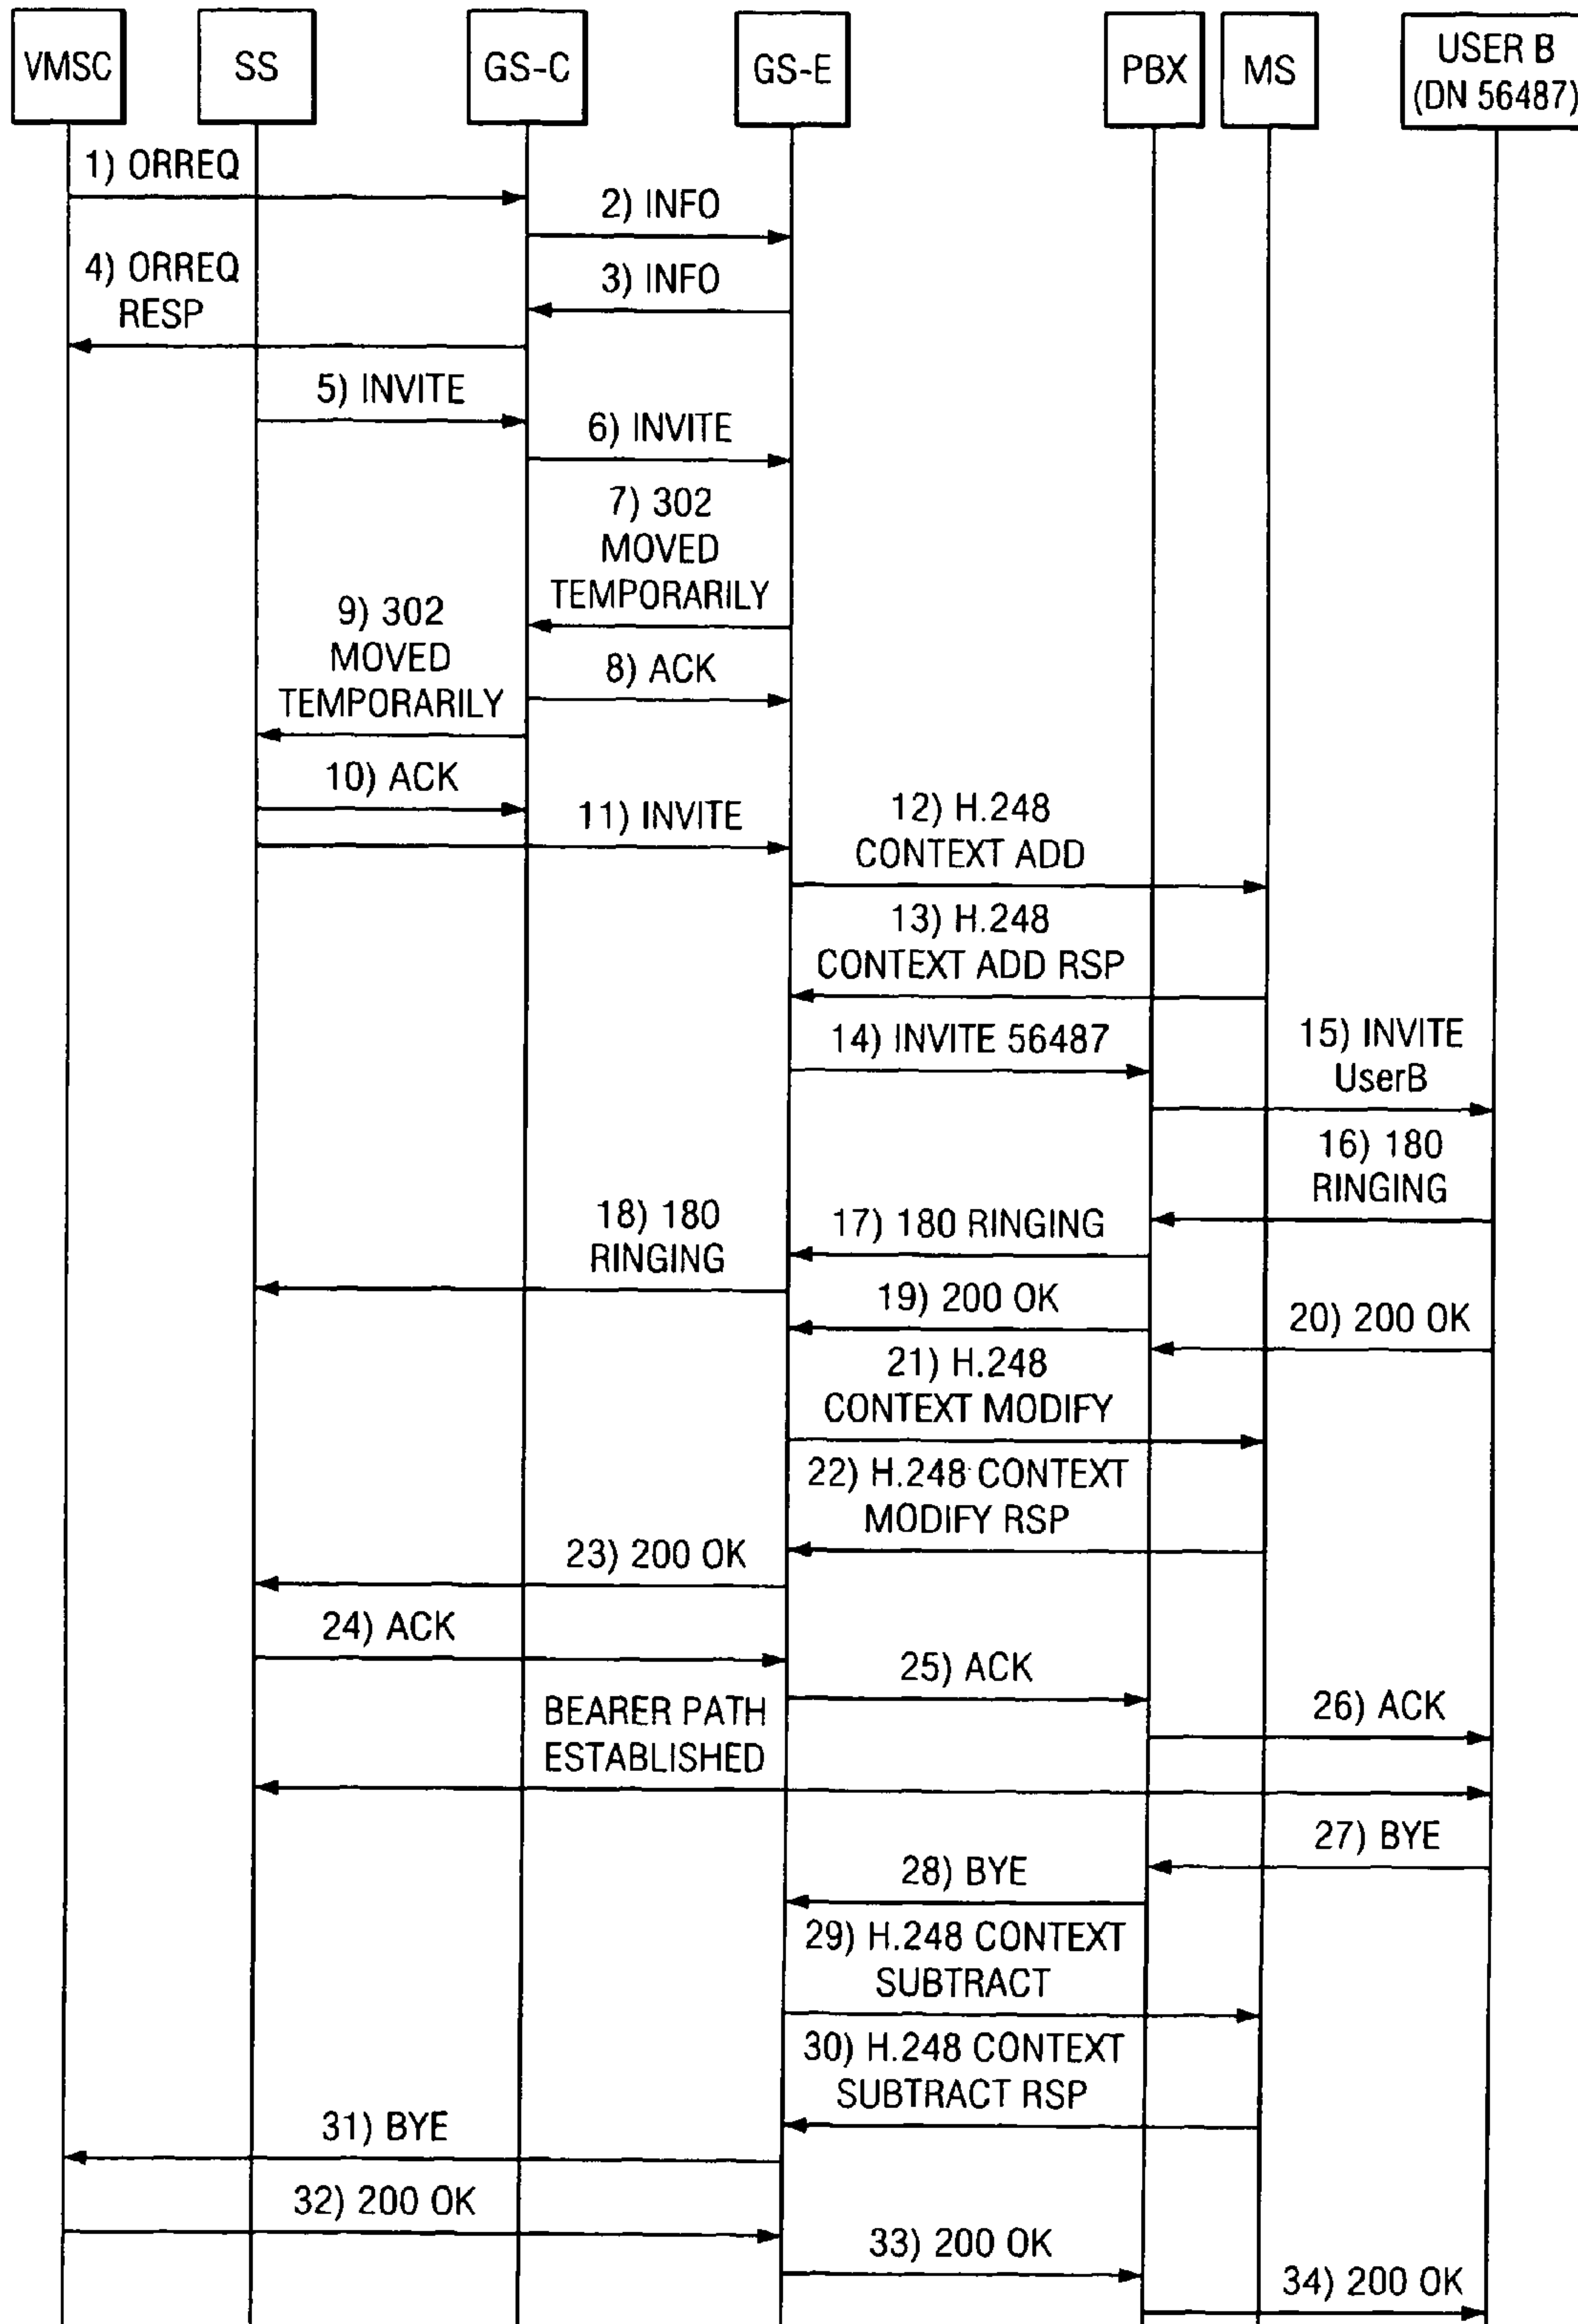 VMSC
SS
GS-C
GS-E
PBX
MS
USER B
(DN 56487)
1) ORREQ
2) INFO
4) ORREQ
RESP
3) INFO
5) INVITE
6) INVITE
7) 302
MOVED
TEMPORARILY
9) 302
MOVED
TEMPORARILY
8) ACK
10) ACK
11) INVITE
12) H.248
CONTEXT ADD
13) H.248
CONTEXT ADD RSP
14) INVITE 56487
15) INVITE
UserB
16) 180
RINGING
17) 180 RINGING
18) 180
RINGING
19) 200 OK
20) 200 OK
21) H.248
CONTEXT MODIFY
22) H.248 CONTEXT
MODIFY RSP
23) 200 OK
24) ACK
25) ACK
26) ACK
BEARER PATH
ESTABLISHED
27) BYE
28) BYE
29) H.248 CONTEXT
SUBTRACT
30) H.248 CONTEXT
SUBTRACT RSP
31) BYE
32) 200 OK
33) 200 OK
34) 200 OK